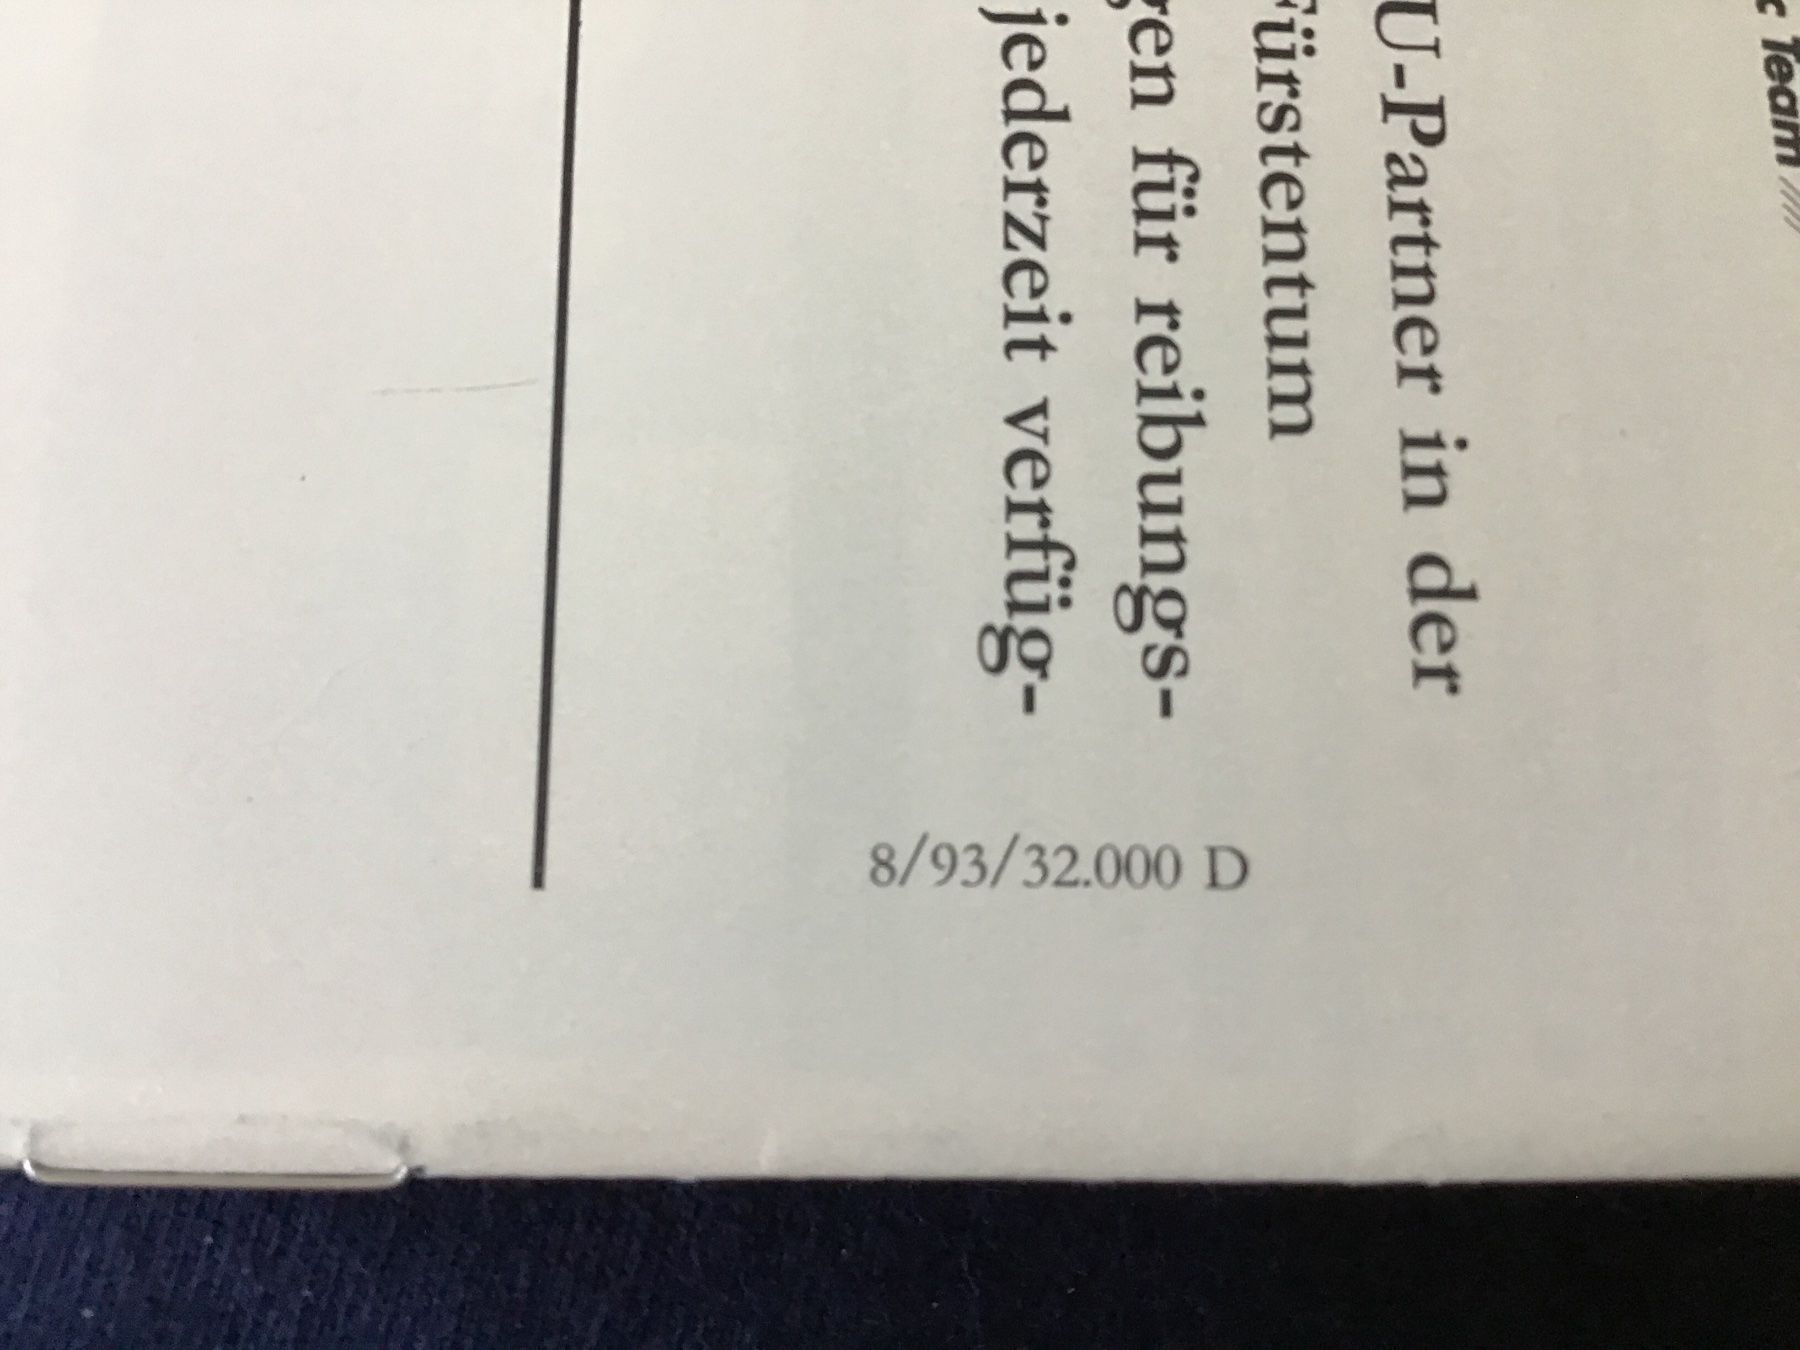 Team
U-Partner in der
Fürstentum
gen für reibungs-
jederzeit verfüg-
8/93/32.000 D